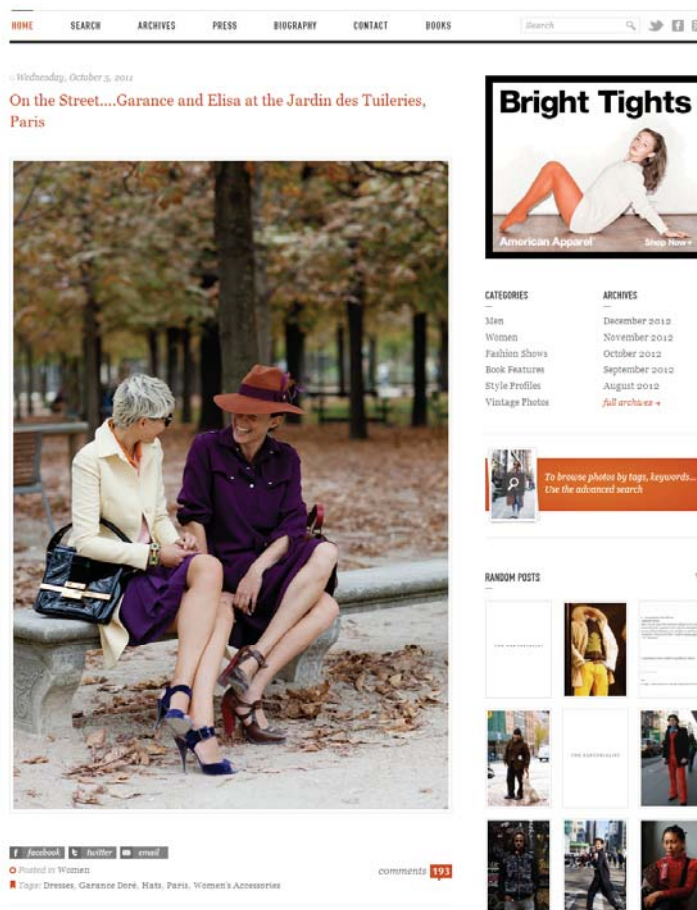 HOME SEARCH ARCHIVES PRESS BIOGRAPHY CONTACT BOOKS Search
Wednesday, October 5, 2011
On the Street....Garance and Elisa at the Jardin des Tuileries,
Paris
Bright Tights
American Apparel Shop Now
CATEGORIES
Men
Women
Fashion Shows
Book Features
Style Profiles
Vintage Photos
ARCHIVES
December 2012
November 2012
October 2012
September 2012
August 2012
full archives
To browse photos by tags, keywords...
Use the advanced search
RANDOM POSTS
THE SARTORIALIST
THE SARTORIALIST
facebook twitter email
Posted in Women
comments 193
Tags: Dresses, Garance Doré, Hats, Paris, Women's Accessories